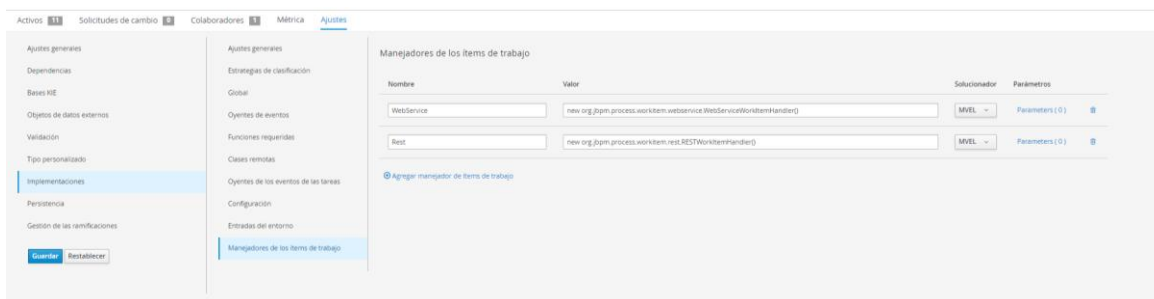 Activos 11 Solicitudes de cambio 0 Colaboradores 1 Métrica Ajustes
Ajustes generales
Dependencias
Bases KIE
Objetos de datos externos
Validación
Tipo personalizado
Implementaciones
Persistencia
Gestión de las ramificaciones
Guardar Restablecer
Ajustes generales
Estrategias de clasificación
Global
Oyentes de eventos
Funciones requeridas
Clases remotas
Oyentes de los eventos de las tareas
Configuración
Entradas del entorno
Manejadores de los ítems de trabajo
Manejadores de los ítems de trabajo
Nombre Valor Solucionador Parámetros
WebService new org.jbpm.process.workitem.webservice.WebServiceWorkItemHandler() MVEL Parameters ( 0 )
Rest new org.jbpm.process.workitem.rest.RESTWorkItemHandler() MVEL Parameters ( 0 )
Agregar manejador de ítems de trabajo